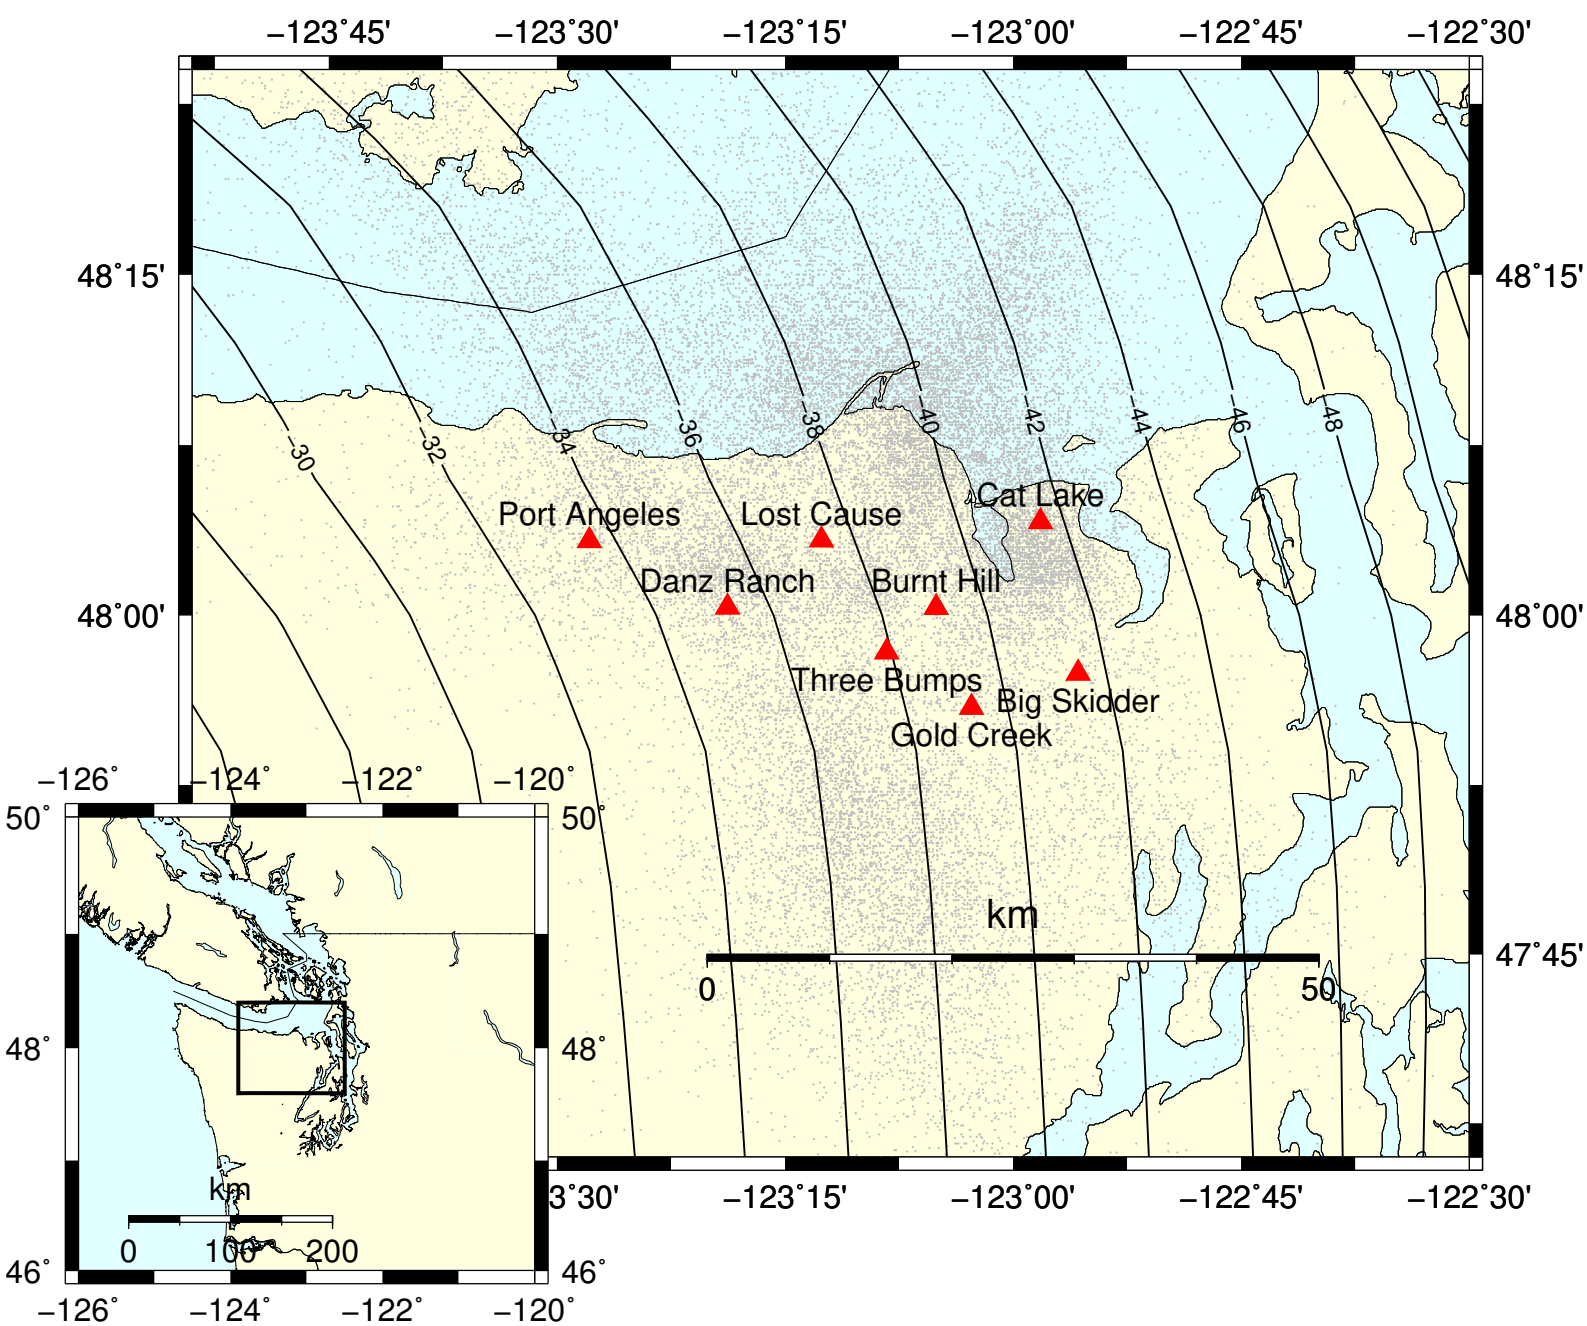 −123˚45' −123˚30' −123˚15' −123˚00' −122˚45' −122˚30'
48˚15' 48˚15'
−30 −32 −34 −36 −38 −40 −42 −44 −46 −48
Cat Lake
Port Angeles Lost Cause
Danz Ranch Burnt Hill
48˚00' 48˚00'
Three Bumps Big Skidder
Gold Creek
km
0 50
47˚45'
3˚30' −123˚15' −123˚00' −122˚45' −122˚30'
−126˚ −124˚ −122˚ −120˚
50˚ 50˚
48˚ 48˚
km
0 100 200
46˚ 46˚
−126˚ −124˚ −122˚ −120˚